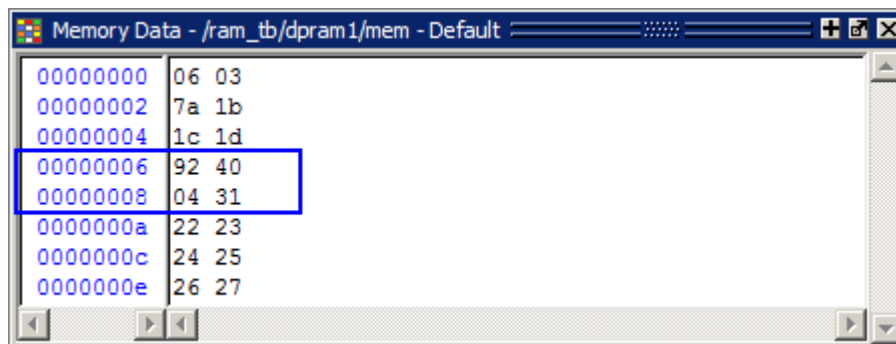 Memory Data - /ram_tb/dpram1/mem - Default
00000000 06 03
00000002 7a 1b
00000004 1c 1d
00000006 92 40
00000008 04 31
0000000a 22 23
0000000c 24 25
0000000e 26 27